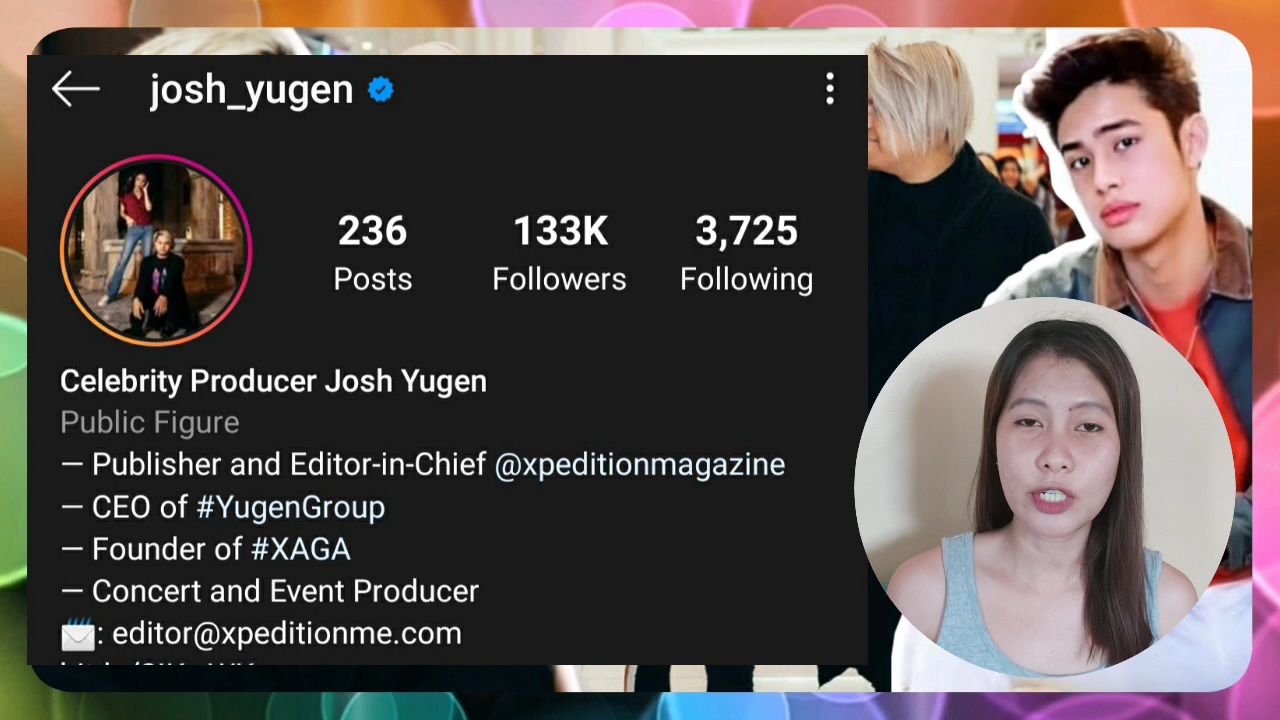 josh_yugen
236 133K 3,725
Posts Followers Following
Celebrity Producer Josh Yugen
Public Figure
— Publisher and Editor-in-Chief @xpeditionmagazine
— CEO of #YugenGroup
— Founder of #XAGA
— Concert and Event Producer
: editor@xpeditionme.com